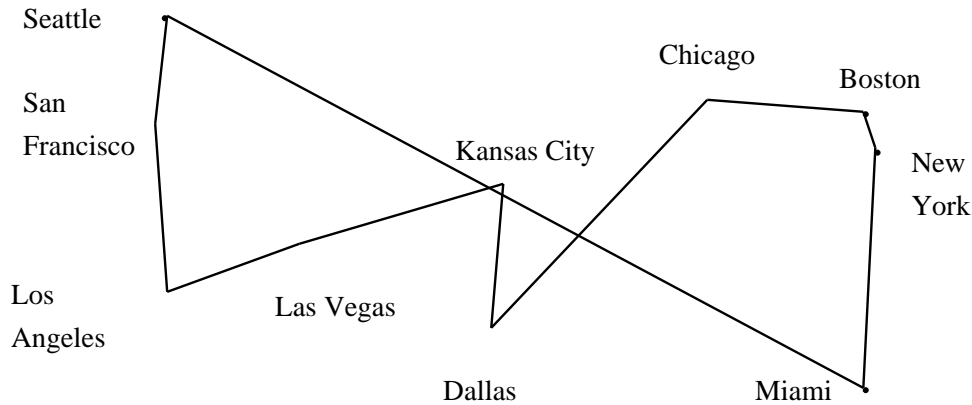 Seattle
Chicago
Boston
San
Francisco
Kansas City
New
York
Los
Angeles
Las Vegas
Dallas
Miami